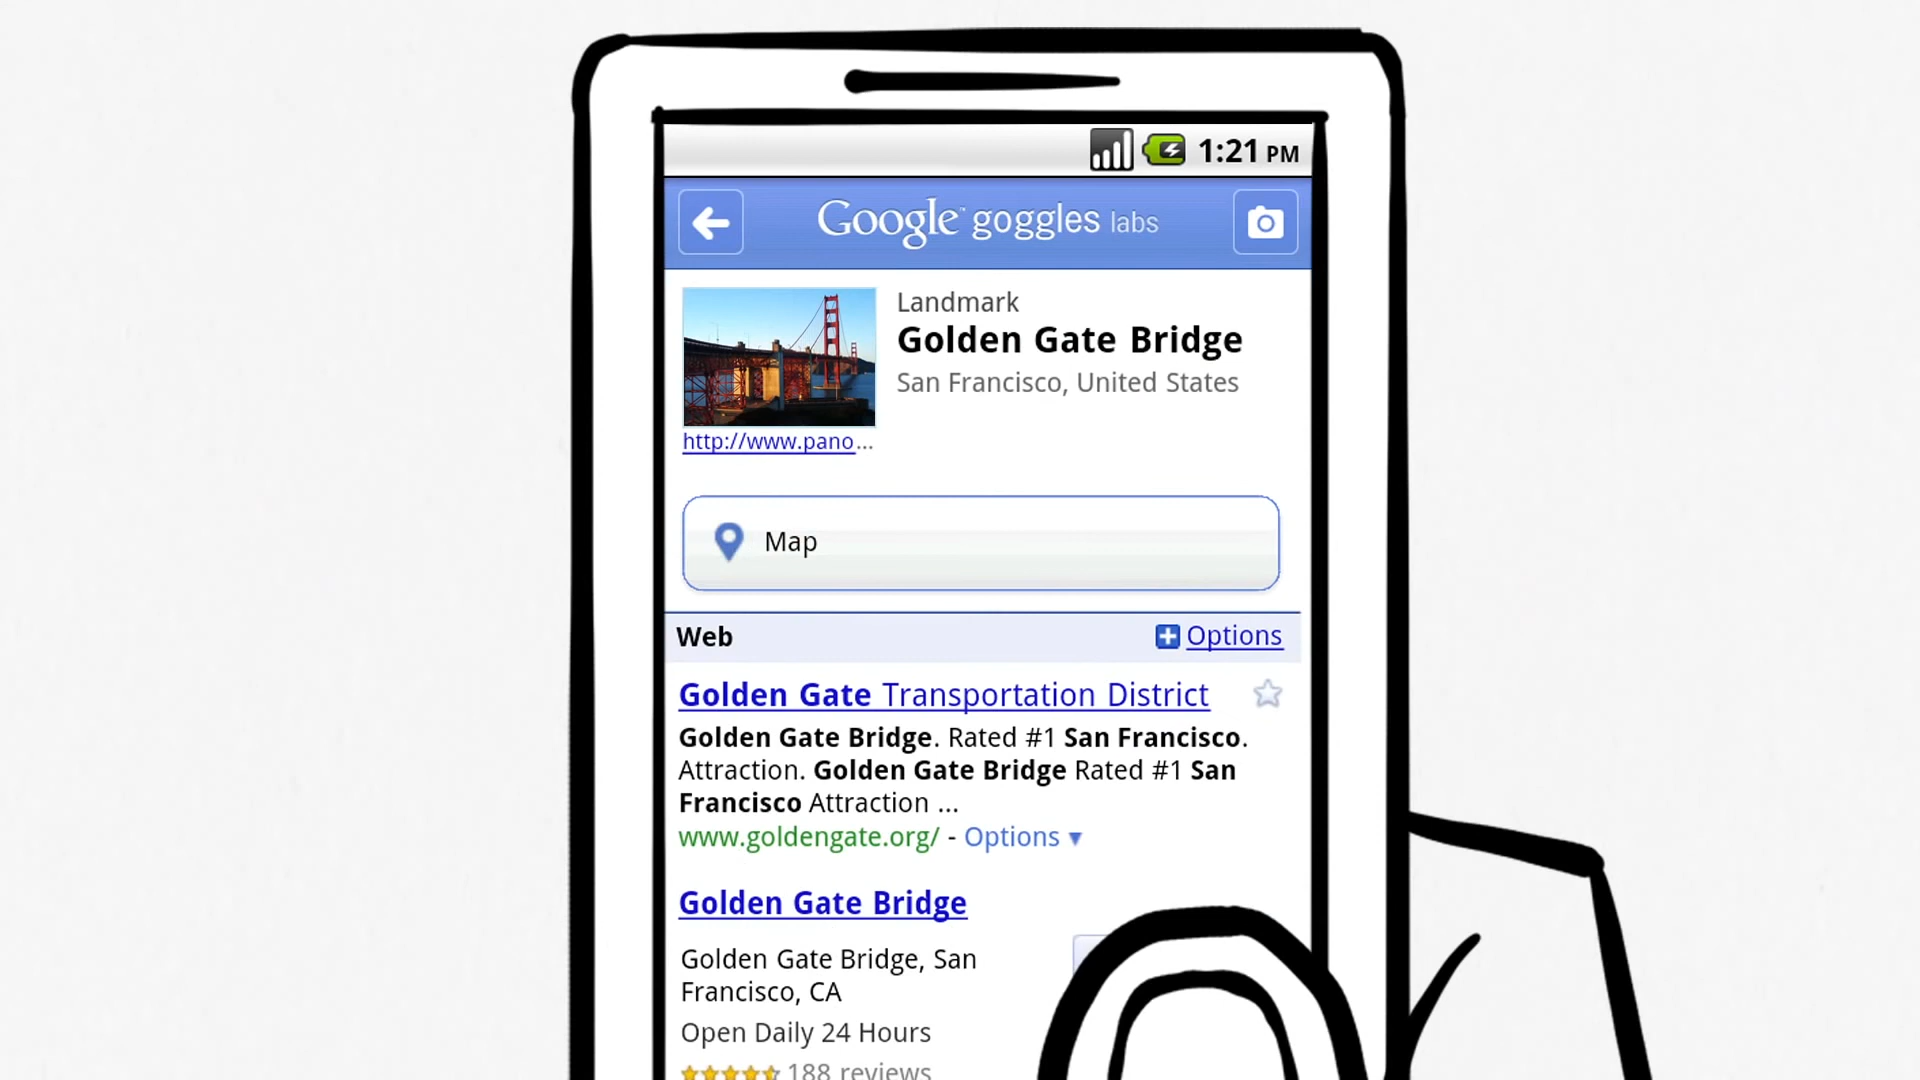 1:21 PM
Google™ goggles labs
Landmark
Golden Gate Bridge
San Francisco, United States
http://www.pano...
Map
Web
Options
Golden Gate Transportation District
Golden Gate Bridge. Rated #1 San Francisco.
Attraction. Golden Gate Bridge Rated #1 San
Francisco Attraction ...
www.goldengate.org/ - Options ▼
Golden Gate Bridge
Golden Gate Bridge, San
Francisco, CA
Open Daily 24 Hours
188 reviews